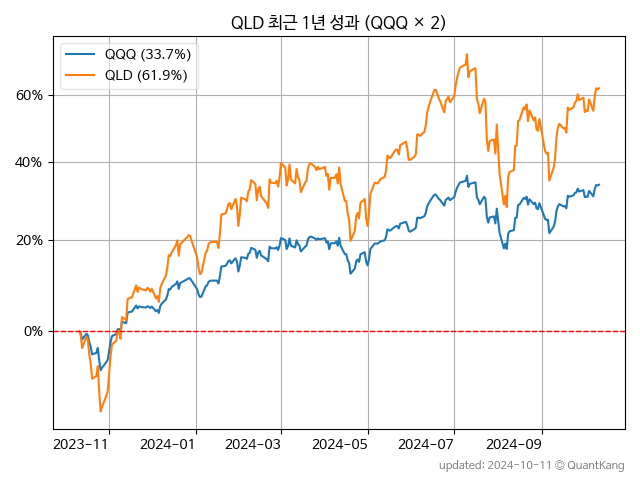 QLD 최근 1년 성과 (QQQ × 2)
QQQ (33.7%)
QLD (61.9%)
60%
40%
20%
0%
2023−11 2024−01 2024−03 2024−05 2024−07 2024−09
updated: 2024-10-11 © QuantKang